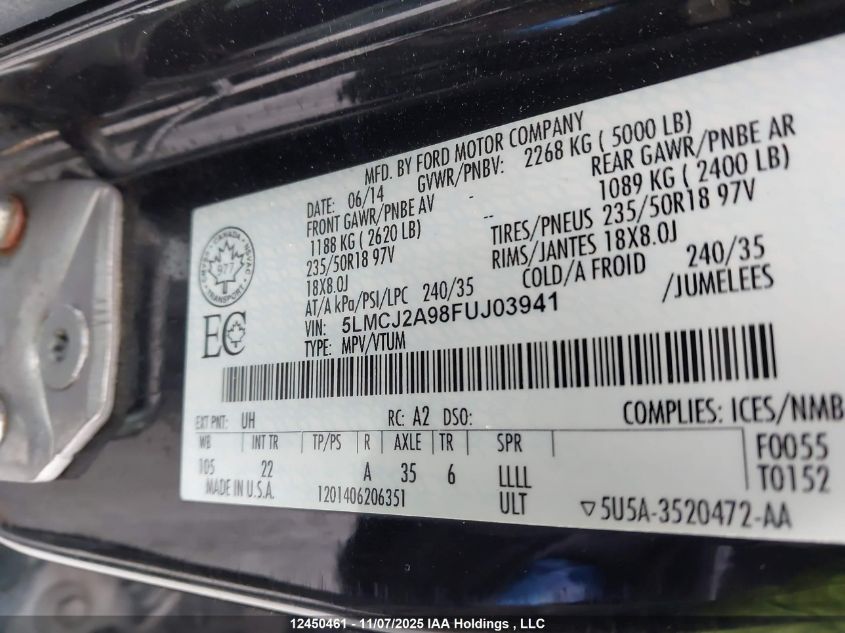 MFD. BY FORD MOTOR COMPANY
DATE: 06/14 GVWR/PNBV: 2268 KG ( 5000 LB)
FRONT GAWR/PNBE AV - REAR GAWR/PNBE AR
1188 KG ( 2620 LB) -- 1089 KG ( 2400 LB)
235/50R18 97V TIRES/PNEUS 235/50R18 97V
18X8.0J RIMS/JANTES 18X8.0J
AT/A kPa/PSI/LPC 240/35 COLD/A FROID 240/35
VIN: 5LMCJ2A98FUJ03941 /JUMELEES
TYPE: MPV/VTUM
CANADA
977
TRANSPORT
EC
EXT PNT: UH RC: A2 DSO: COMPLIES: ICES/NMB
WB INT TR TP/PS R AXLE TR SPR F0055
105 22 A 35 6 LLLL T0152
MADE IN U.S.A. 1201406206351 ULT ▽5U5A-3520472-AA
12450461 - 11/07/2025 IAA Holdings , LLC